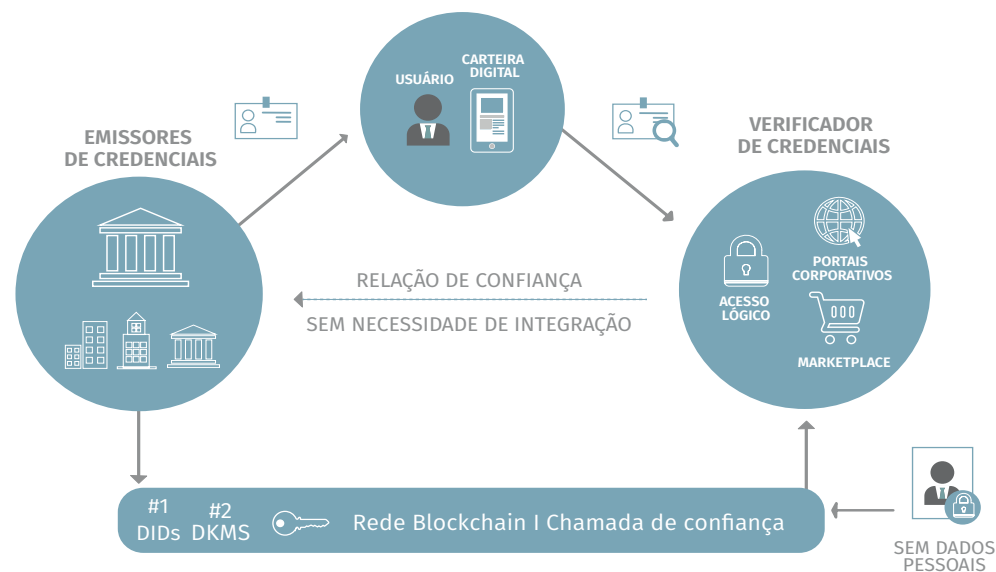 CARTEIRA
DIGITAL
USUÁRIO
EMISSORES
DE CREDENCIAIS
VERIFICADOR
DE CREDENCIAIS
PORTAIS
CORPORATIVOS
ACESSO
LÓGICO
MARKETPLACE
RELAÇÃO DE CONFIANÇA
SEM NECESSIDADE DE INTEGRAÇÃO
#1
DIDs
#2
DKMS
Rede Blockchain I Chamada de confiança
SEM DADOS
PESSOAIS